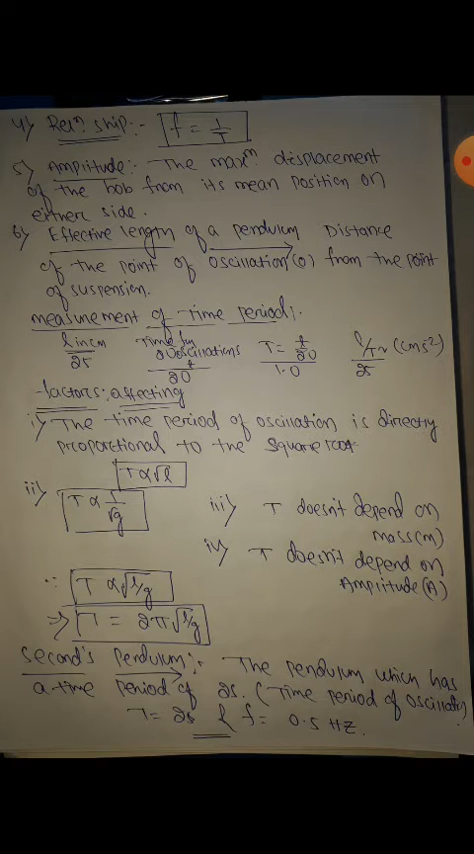 4) Rel.n ship:- f = 1/T
5) Amplitude:- The max.m displacement
of the bob from its mean position on
either side.
6) Effective length of a pendulum Distance
of the point of oscillation (O) from the point
of suspension.
measurement of Time period:.
l in cm Time for 20 oscillations t T = t/20 l/T² (cms⁻²)
25 20 1.0 25
factors: affecting
i) The time period of oscillation is directly
proportional to the square root
T ∝ √l
ii) T ∝ 1/√g
iii) T doesn't depend on
mass(m)
iv) T doesn't depend on
Amplitude (A)
∴ T ∝ √l/g
⇒ T = 2π √l/g
Second's Pendulum:- The pendulum which has
a time period of 2s. (Time period of oscillation)
T = 2s & f = 0.5 HZ.